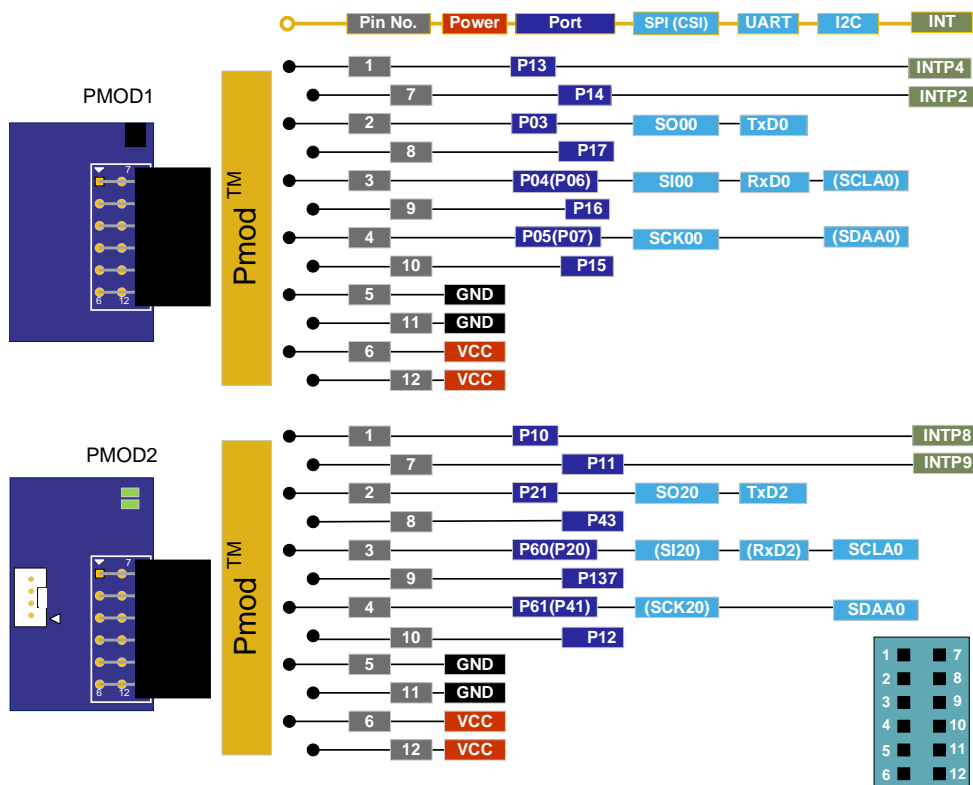 Pin No. Power Port SPI (CSI) UART I2C INT
PMOD1
7
6 12
Pmod ™
1 P13 INTP4
7 P14 INTP2
2 P03 SO00 TxD0
8 P17
3 P04(P06) SI00 RxD0 (SCLA0)
9 P16
4 P05(P07) SCK00 (SDAA0)
10 P15
5 GND
11 GND
6 VCC
12 VCC
PMOD2
7
6 12
Pmod ™
1 P10 INTP8
7 P11 INTP9
2 P21 SO20 TxD2
8 P43
3 P60(P20) (SI20) (RxD2) SCLA0
9 P137
4 P61(P41) (SCK20) SDAA0
10 P12
5 GND
11 GND
6 VCC
12 VCC
1 7
2 8
3 9
4 10
5 11
6 12